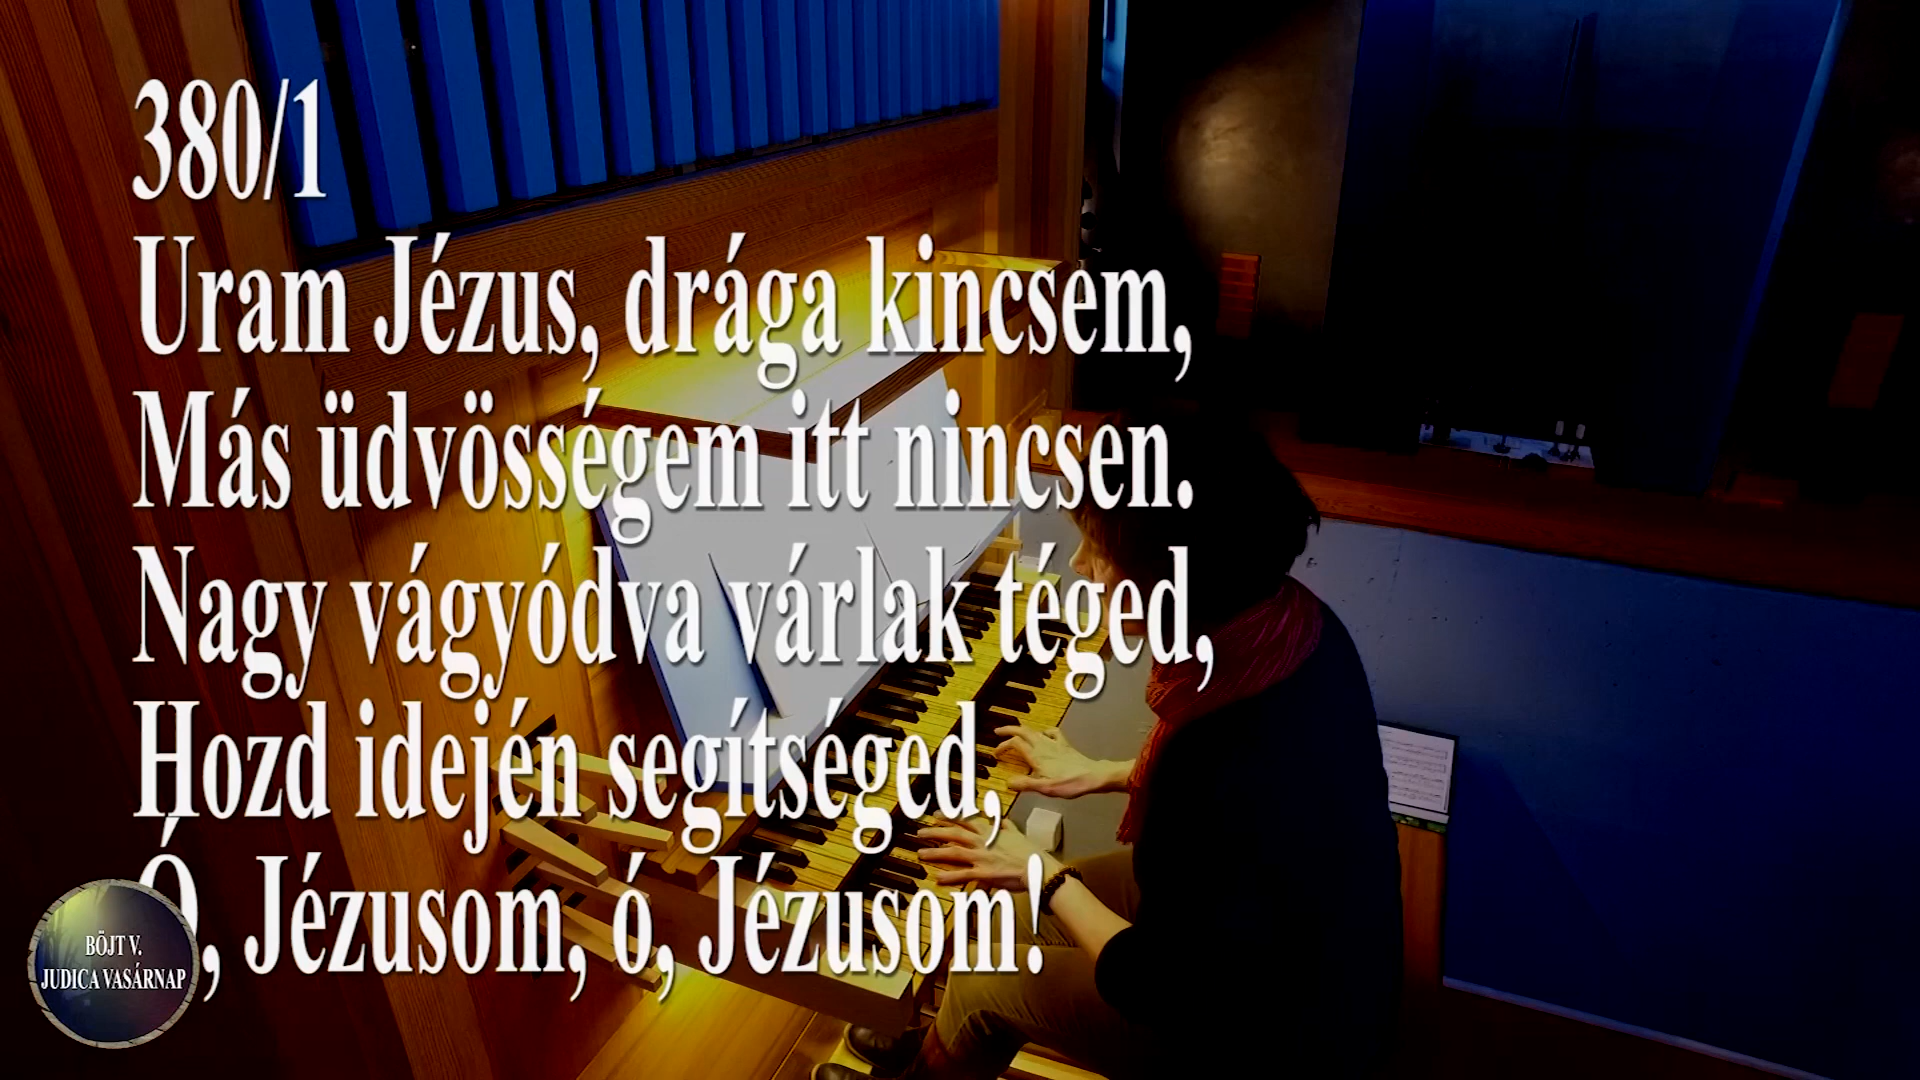 380/1
Uram Jézus, drága kincsem,
Más üdvösségem itt nincsen.
Nagy vágyódva várlak téged,
Hozd idején segítséged,
Ó, Jézusom, ó, Jézusom!
BÖJT V.
JUDICA VASÁRNAP